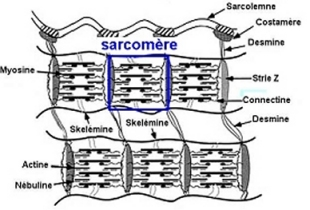 Sarcolemne
Costamère
sarcomère
Desmine
Myosine
Strie Z
Connectine
Skelémine
Skelémine
Desmine
Actine
Nébuline